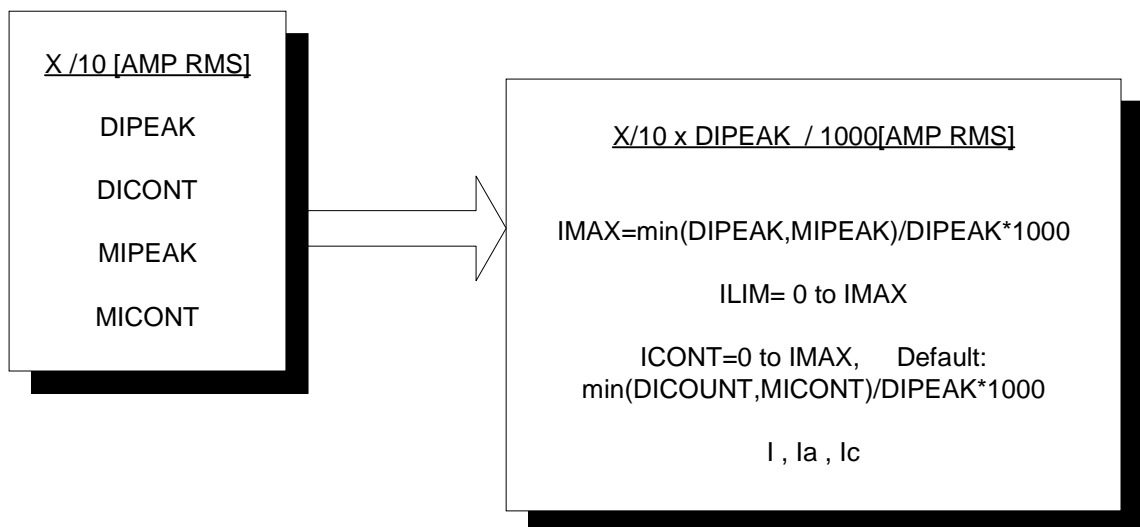 X /10 [AMP RMS]
DIPEAK
DICONT
MIPEAK
MICONT
X/10 x DIPEAK / 1000[AMP RMS]
IMAX=min(DIPEAK,MIPEAK)/DIPEAK*1000
ILIM= 0 to IMAX
ICONT=0 to IMAX, Default:
min(DICOUNT,MICONT)/DIPEAK*1000
I , Ia , Ic